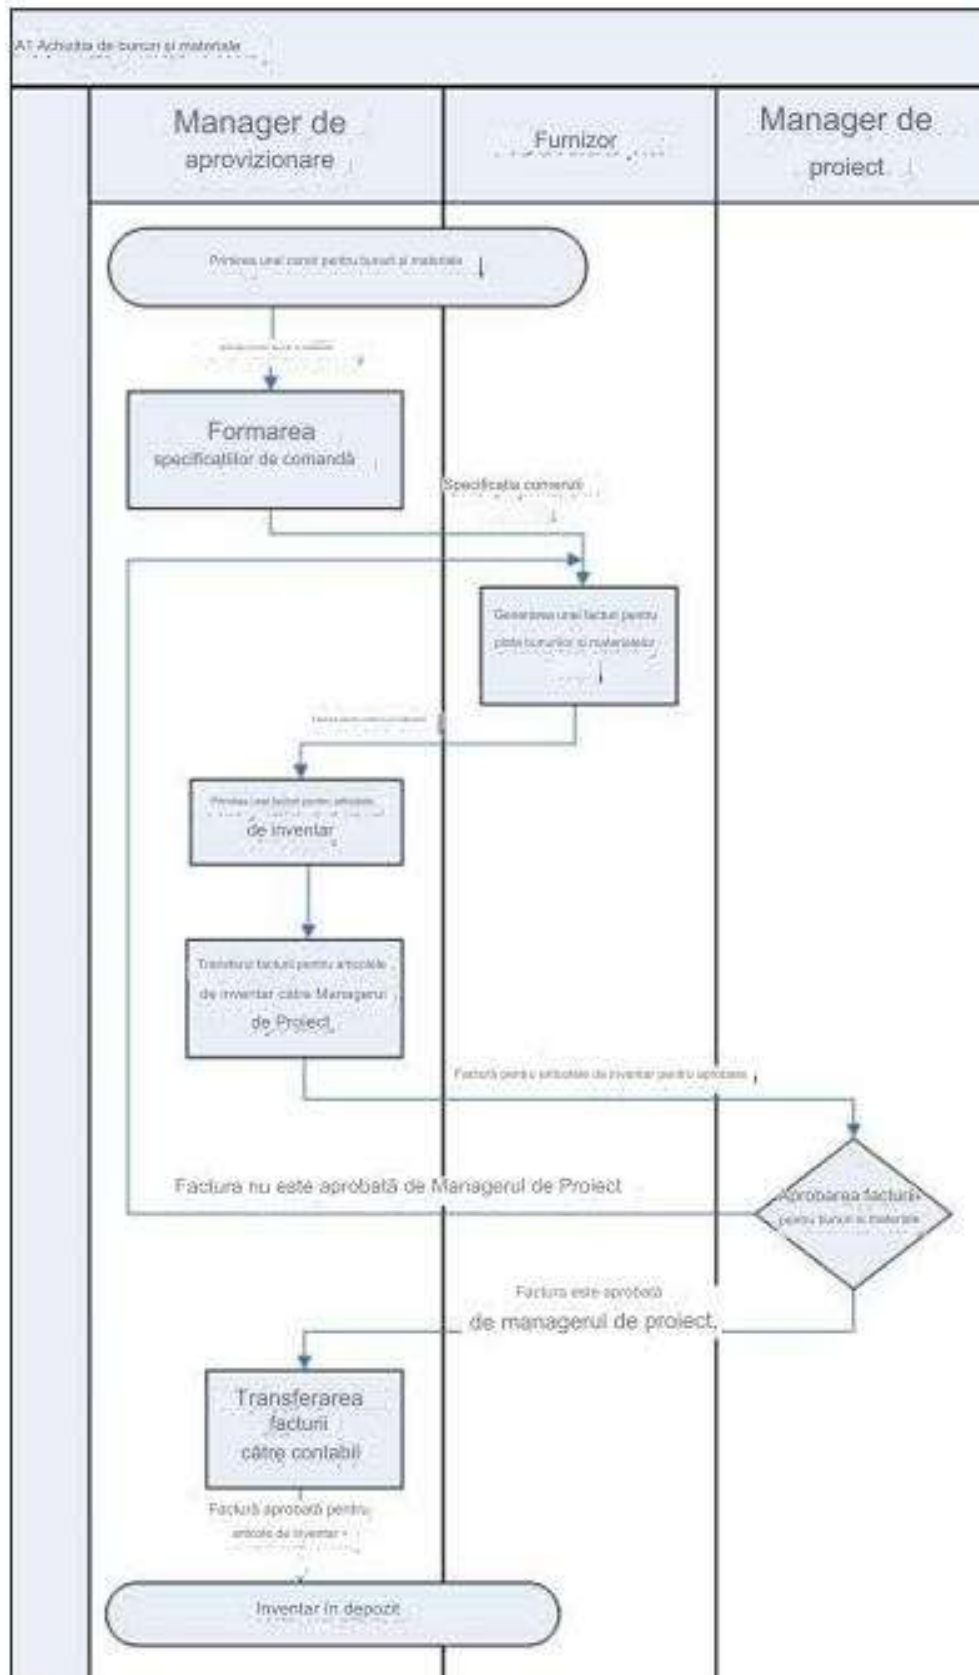 A1 Achiziția de bunuri și materiale
Manager de
aprovizionare
Furnizor
Manager de
proiect
Primirea unei cereri pentru bunuri și materiale
Formarea
specificațiilor de comandă
Specificația comenzii
Generarea unei facturi pentru
plata bunurilor și materialelor
Primirea unei facturi pentru articolele
de inventar
Transferul facturii pentru articolele
de inventar către Managerul
de Proiect
Factură pentru articolele de inventar pentru aprobare
Factura nu este aprobată de Managerul de Proiect
Aprobarea facturii
pentru bunuri și materiale
Factura este aprobată
de managerul de proiect
Transferarea
facturii
către contabil
Factură aprobată pentru
articole de inventar
Inventar în depozit